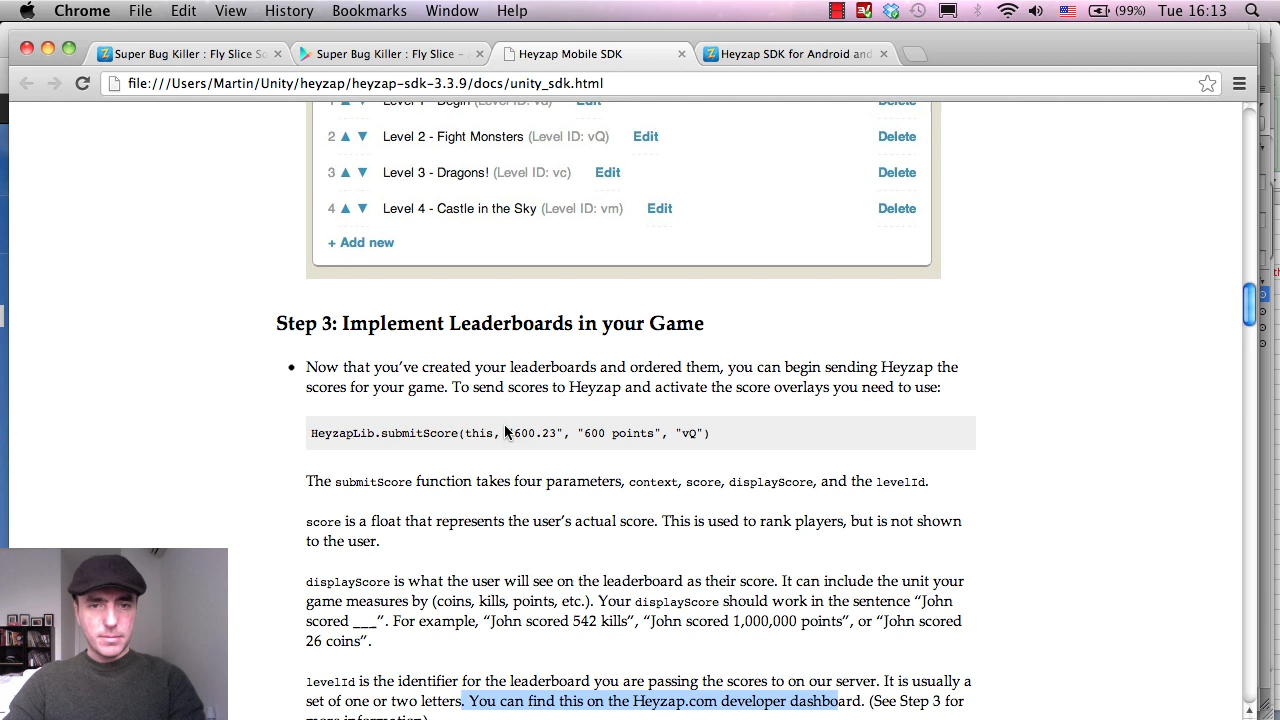 Chrome File Edit View History Bookmarks Window Help (99%) Tue 16:13
Super Bug Killer : Fly Slice Sc
Super Bug Killer : Fly Slice –
Heyzap Mobile SDK
Heyzap SDK for Android and
file:///Users/Martin/Unity/heyzap/heyzap-sdk-3.3.9/docs/unity_sdk.html
1 Level 1 - Begin (Level ID: vd) Edit
2 Level 2 - Fight Monsters (Level ID: vQ) Edit Delete
3 Level 3 - Dragons! (Level ID: vc) Edit Delete
4 Level 4 - Castle in the Sky (Level ID: vm) Edit Delete
+ Add new
Step 3: Implement Leaderboards in your Game
Now that you’ve created your leaderboards and ordered them, you can begin sending Heyzap the
scores for your game. To send scores to Heyzap and activate the score overlays you need to use:
HeyzapLib.submitScore(this, "600.23", "600 points", "vQ")
The submitScore function takes four parameters, context, score, displayScore, and the levelId.
score is a float that represents the user’s actual score. This is used to rank players, but is not shown
to the user.
displayScore is what the user will see on the leaderboard as their score. It can include the unit your
game measures by (coins, kills, points, etc.). Your displayScore should work in the sentence “John
scored ___”. For example, “John scored 542 kills”, “John scored 1,000,000 points”, or “John scored
26 coins”.
levelId is the identifier for the leaderboard you are passing the scores to on our server. It is usually a
set of one or two letters. You can find this on the Heyzap.com developer dashboard. (See Step 3 for
more information)